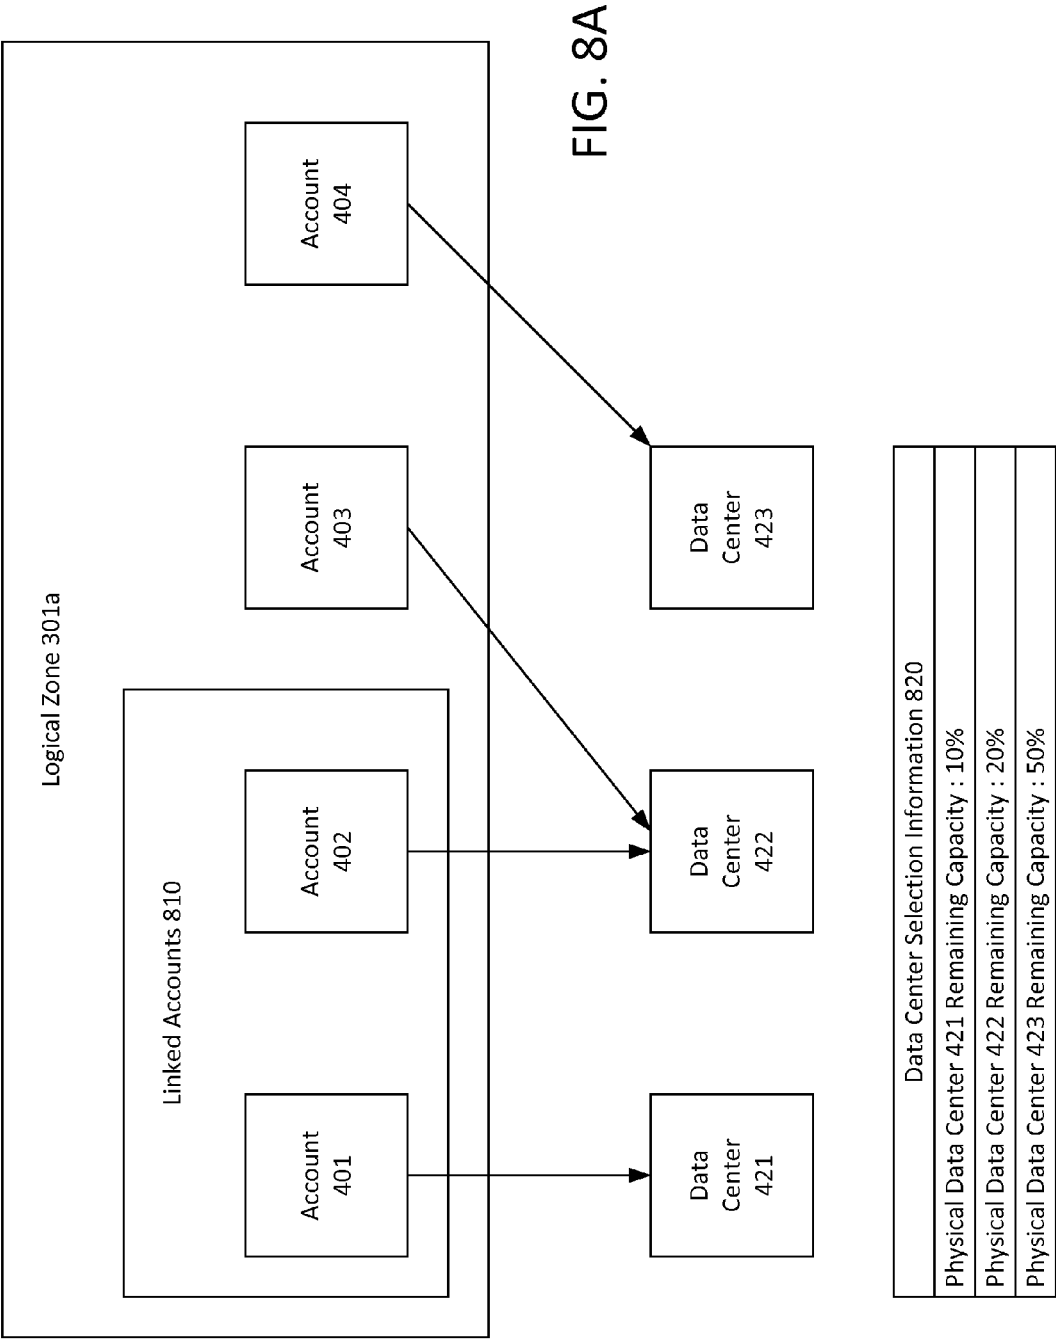 Logical Zone 301a
Linked Accounts 810
Account
401
Account
402
Account
403
Account
404
Data
Center
421
Data
Center
422
Data
Center
423
Data Center Selection Information 820
Physical Data Center 421 Remaining Capacity : 10%
Physical Data Center 422 Remaining Capacity : 20%
Physical Data Center 423 Remaining Capacity : 50%
FIG. 8A